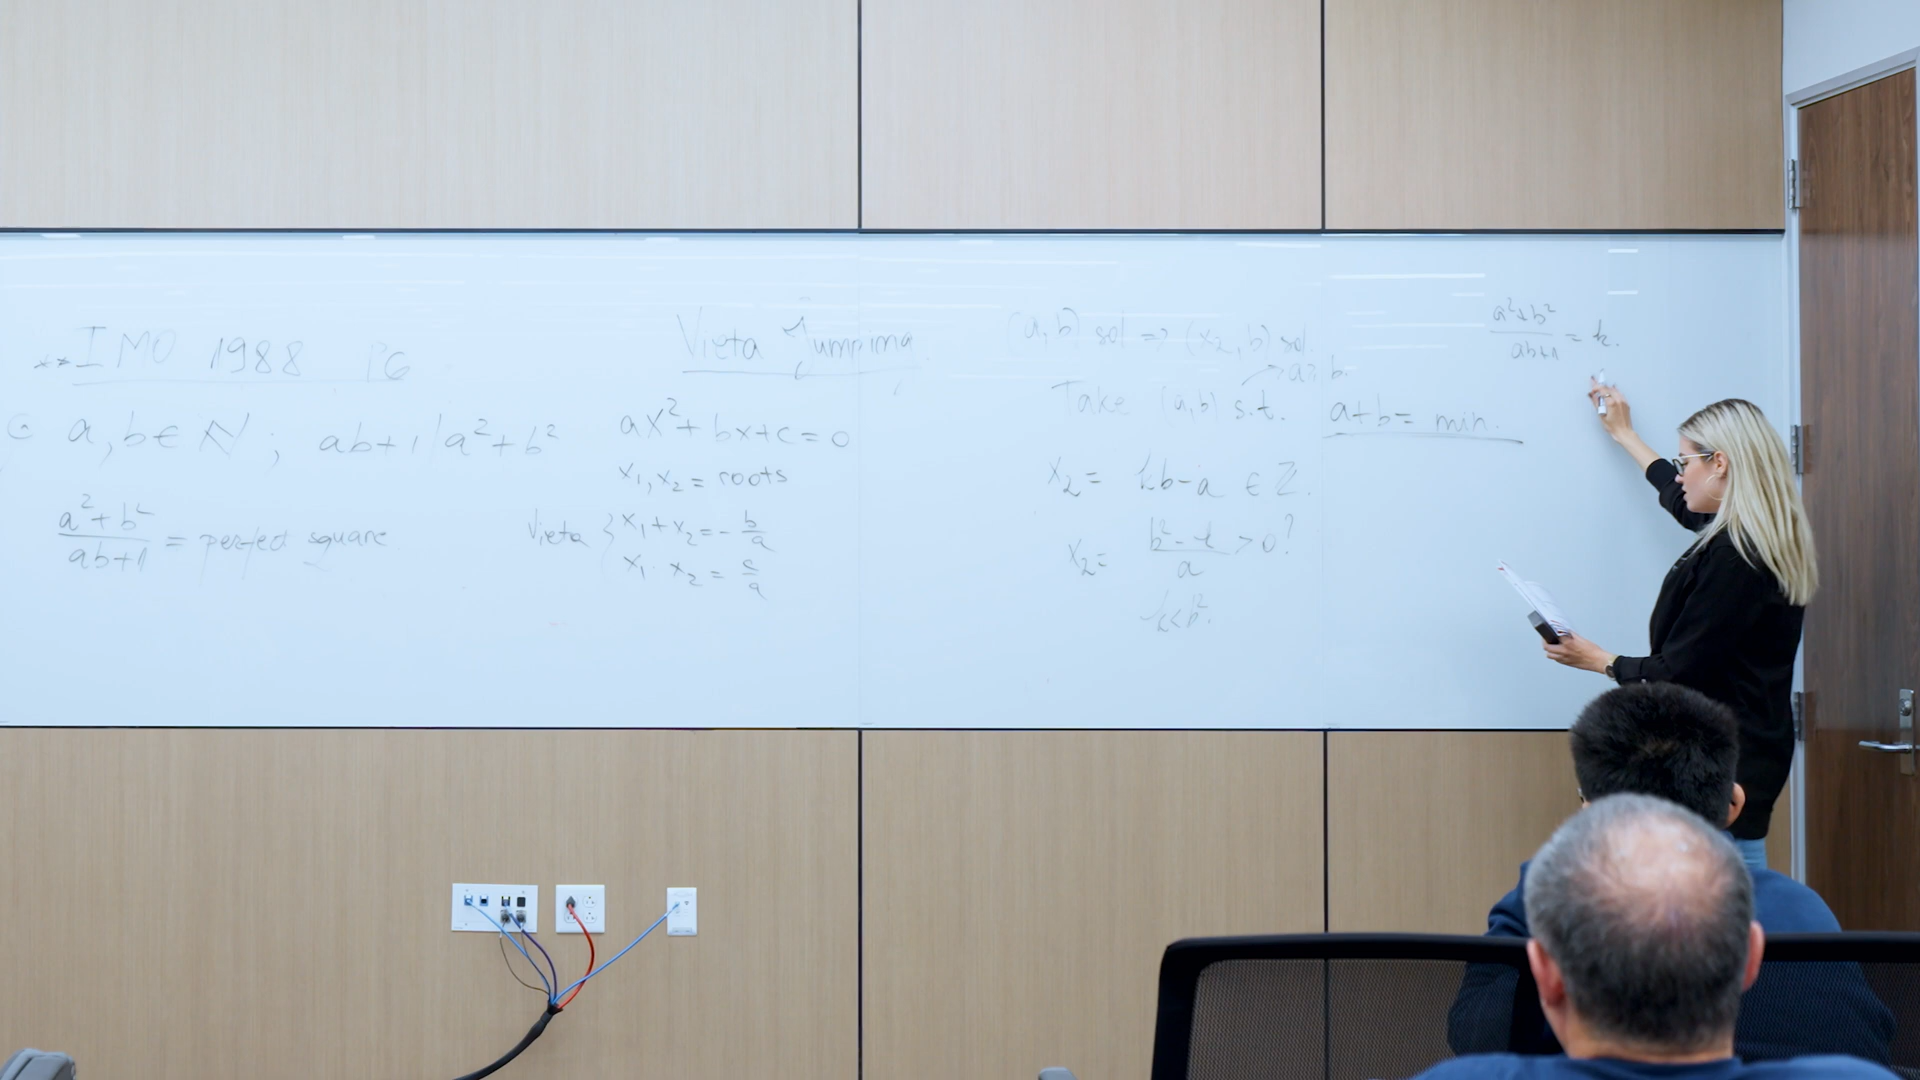 **IMO 1988 P6
a, b ∈ N ; ab+1 | a²+b²
a²+b² / ab+1 = perfect square
Vieta Jumping
ax²+bx+c=0
x₁, x₂ = roots
Vieta { x₁+x₂ = -b/a
x₁·x₂ = c/a
(a,b) sol => (x₂,b) sol.
a≥b.
Take (a,b) s.t. a+b = min.
x₂ = kb-a ∈ Z.
x₂ = b²-k / a >0?
k<b².
a²+b² / ab+1 = k.